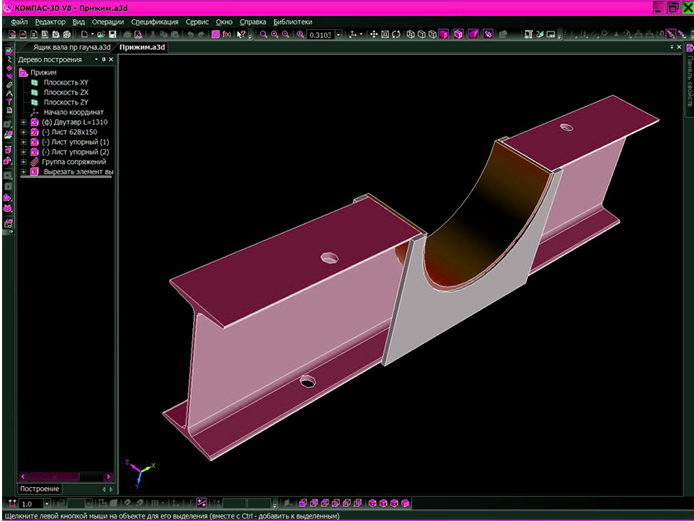 КОМПАС-3D V8 - Прижим.a3d
Файл Редактор Вид Операции Спецификация Сервис Окно Справка Библиотеки
0.3103
Ящик вала пр гауча.a3d Прижим.a3d
Дерево построения
Прижим
Плоскость XY
Плоскость ZX
Плоскость ZY
Начало координат
(ф) Двутавр L=1310
(-) Лист 628x150
(-) Лист упорный (1)
(-) Лист упорный (2)
Группа сопряжений
Вырезать элемент вы
Панель свойств
Z X
Y
Построение
1.0
Щелкните левой кнопкой мыши на объекте для его выделения (вместе с Ctrl - добавить к выделенным)